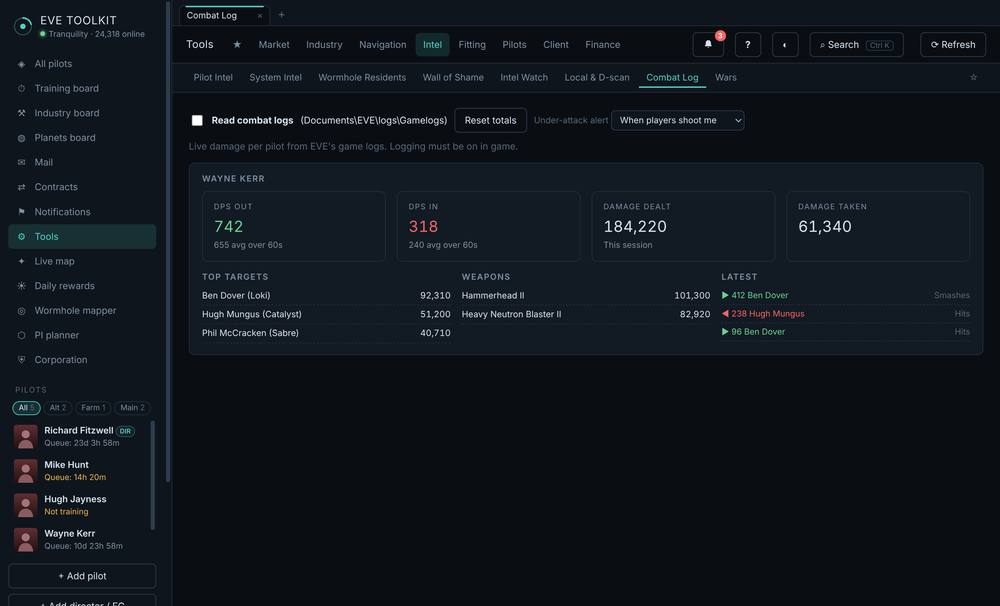 EVE TOOLKIT
Tranquility · 24,318 online
All pilots
Training board
Industry board
Planets board
Mail
Contracts
Notifications
Tools
Live map
Daily rewards
Wormhole mapper
PI planner
Corporation
PILOTS
All 5 Alt 2 Farm 1 Main 2
Richard Fitzwell DIR
Queue: 23d 3h 58m
Mike Hunt
Queue: 14h 20m
Hugh Jayness
Not training
Wayne Kerr
Queue: 10d 23h 58m
+ Add pilot
+ Add director / FC
Combat Log × +
Tools ★ Market Industry Navigation Intel Fitting Pilots Client Finance 3 ? Search Ctrl K Refresh
Pilot Intel System Intel Wormhole Residents Wall of Shame Intel Watch Local & D-scan Combat Log Wars
Read combat logs (Documents\EVE\logs\Gamelogs) Reset totals Under-attack alert When players shoot me
Live damage per pilot from EVE's game logs. Logging must be on in game.
WAYNE KERR
DPS OUT
742
655 avg over 60s
DPS IN
318
240 avg over 60s
DAMAGE DEALT
184,220
This session
DAMAGE TAKEN
61,340
TOP TARGETS
Ben Dover (Loki) 92,310
Hugh Mungus (Catalyst) 51,200
Phil McCracken (Sabre) 40,710
WEAPONS
Hammerhead II 101,300
Heavy Neutron Blaster II 82,920
LATEST
▶ 412 Ben Dover Smashes
◀ 238 Hugh Mungus Hits
▶ 96 Ben Dover Hits